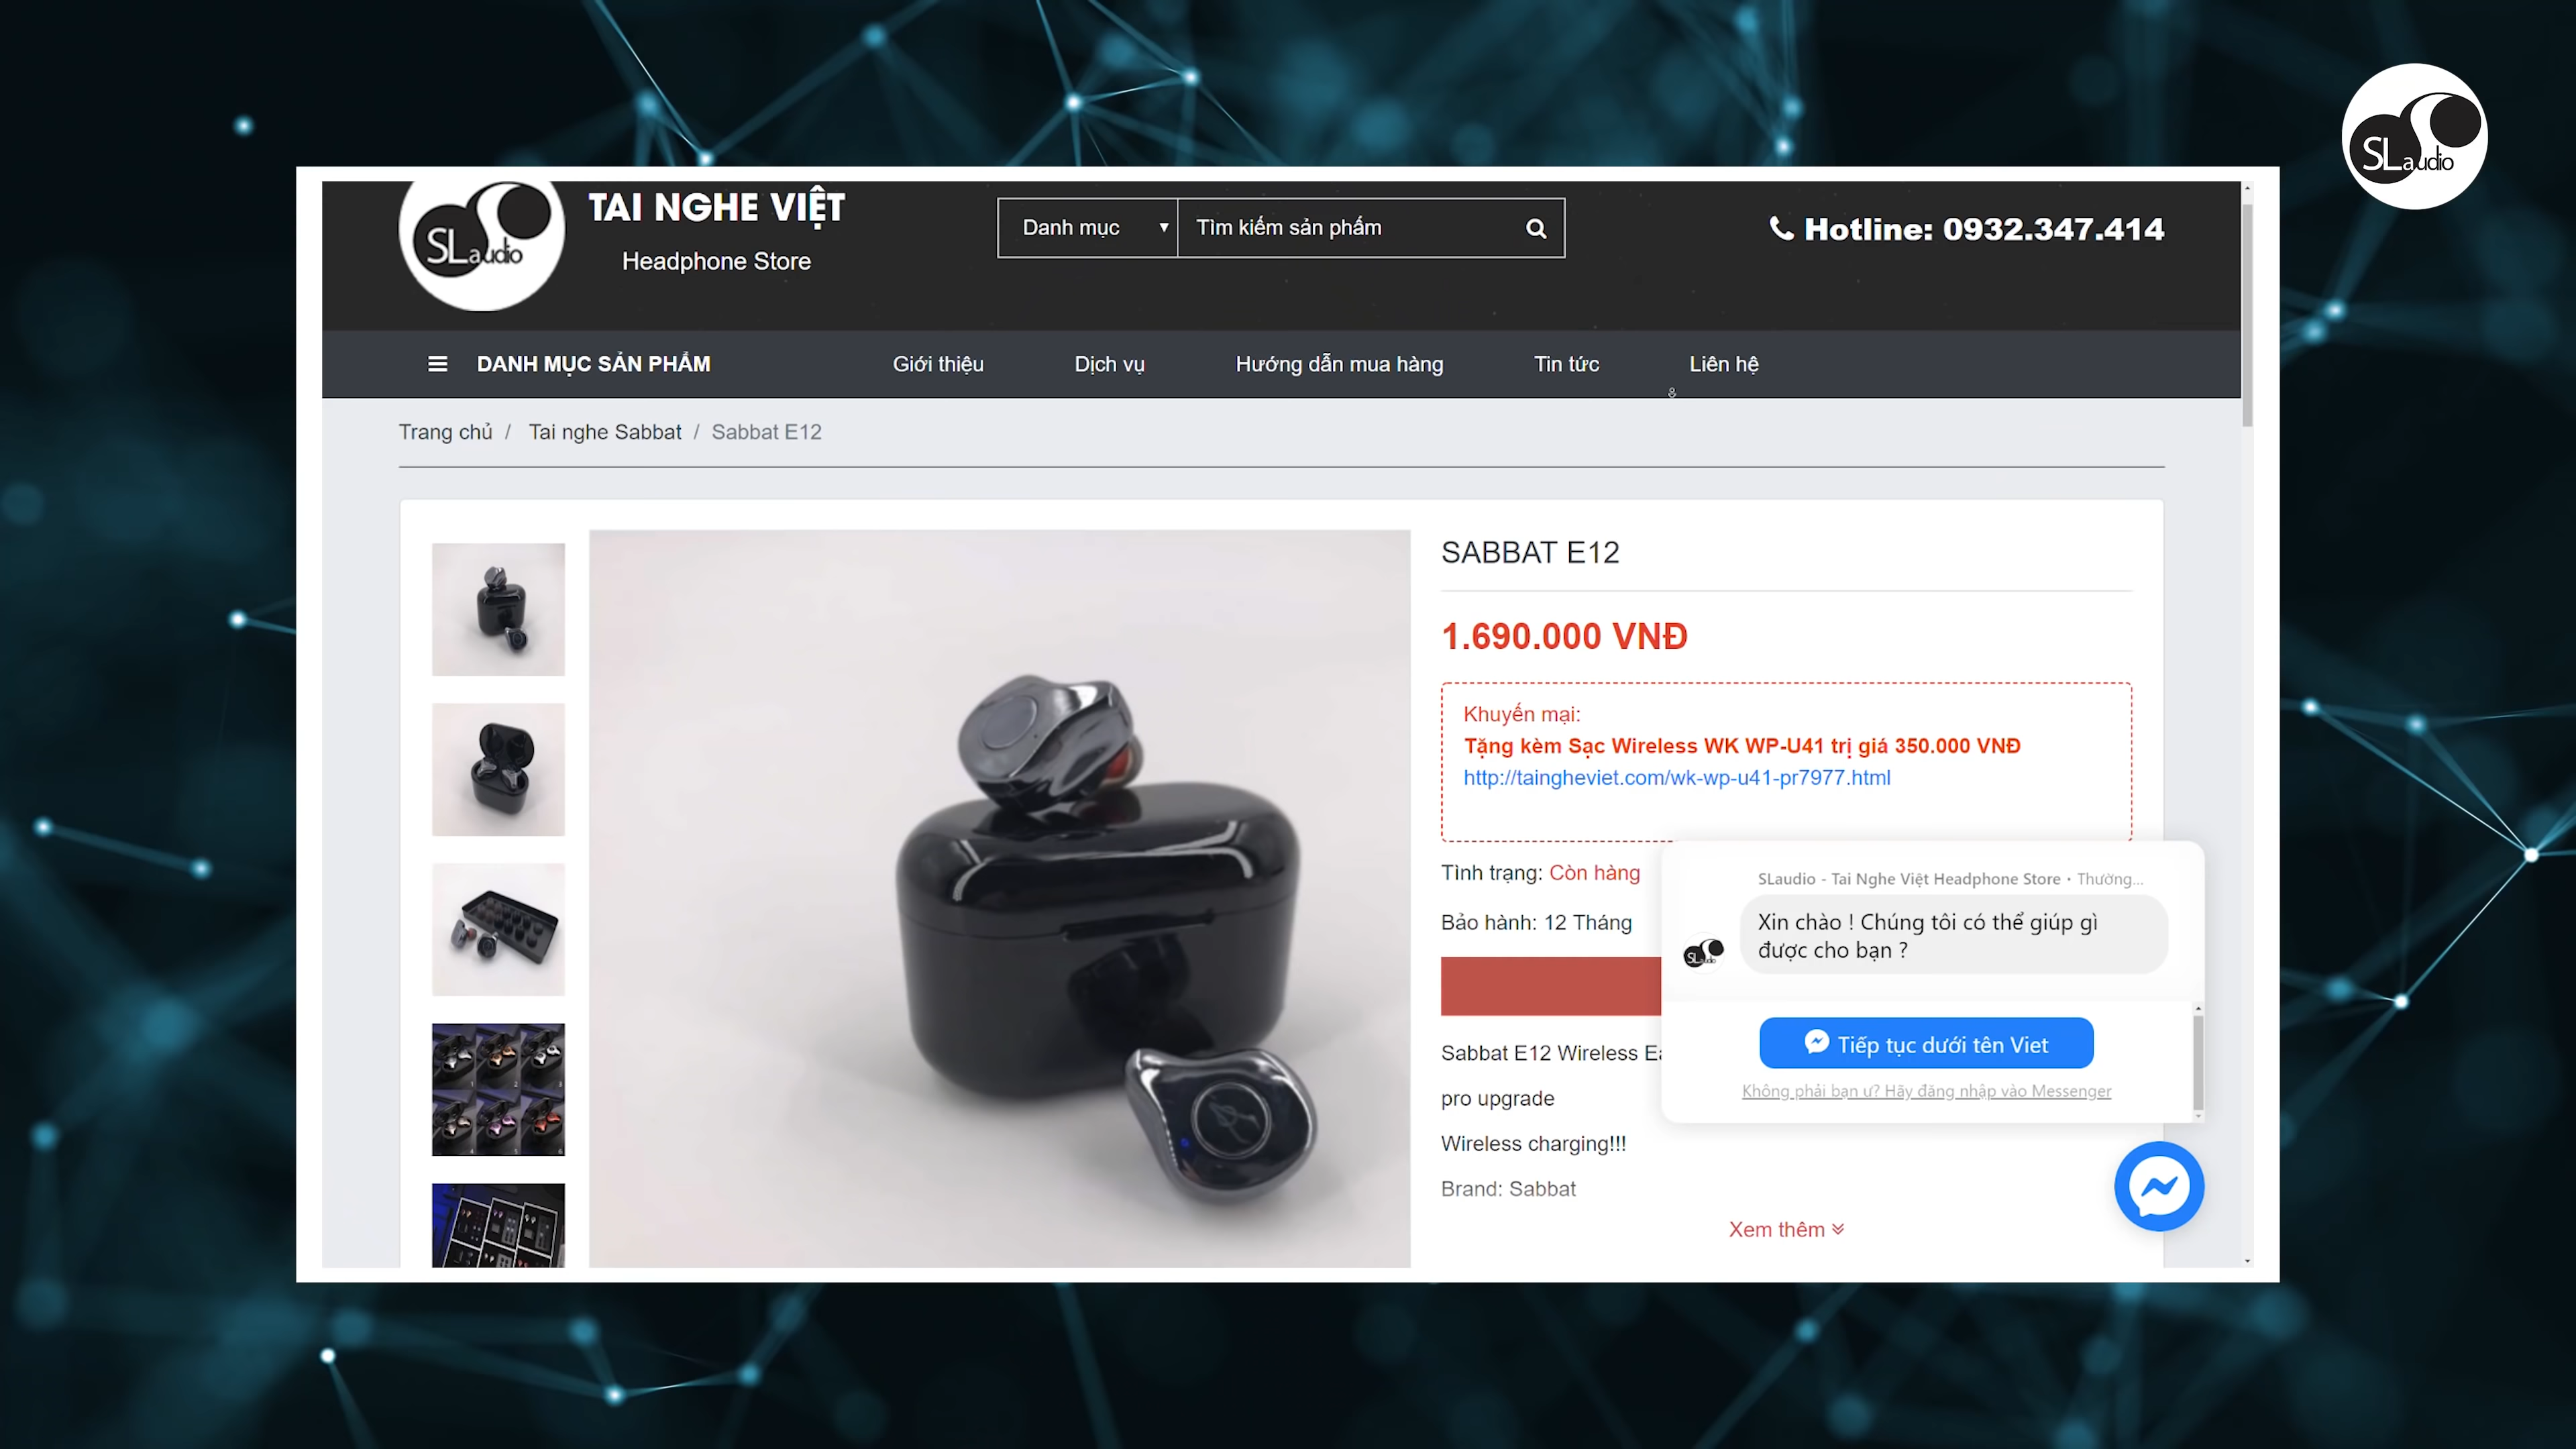 SLaudio
SLaudio
TAI NGHE VIỆT
Headphone Store
Danh mục
Tìm kiếm sản phẩm
Hotline: 0932.347.414
DANH MỤC SẢN PHẨM
Giới thiệu
Dịch vụ
Hướng dẫn mua hàng
Tin tức
Liên hệ
Trang chủ / Tai nghe Sabbat / Sabbat E12
SABBAT E12
1.690.000 VNĐ
Khuyến mại:
Tặng kèm Sạc Wireless WK WP-U41 trị giá 350.000 VNĐ
http://taingheviet.com/wk-wp-u41-pr7977.html
Tình trạng: Còn hàng
Bảo hành: 12 Tháng
Sabbat E12 Wireless
pro upgrade
Wireless charging!!!
Brand: Sabbat
Xem thêm
SLaudio - Tai Nghe Việt Headphone Store • Thường...
Xin chào ! Chúng tôi có thể giúp gì
được cho bạn ?
SLaudio
Tiếp tục dưới tên Viet
Không phải bạn ư? Hãy đăng nhập vào Messenger